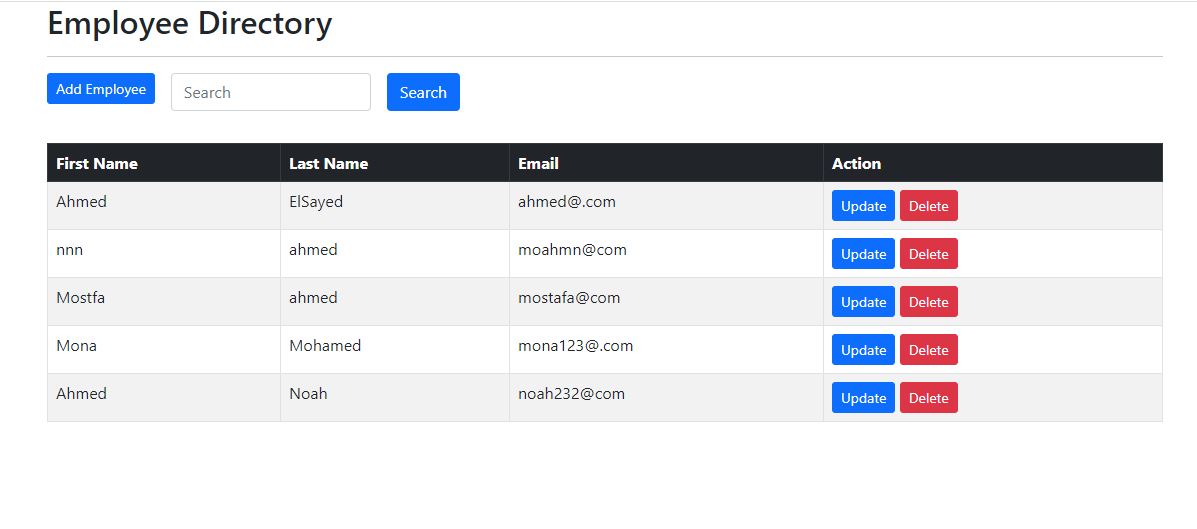 Employee Directory
Add Employee Search Search
First Name Last Name Email Action
Ahmed ElSayed ahmed@.com Update Delete
nnn ahmed moahmn@com Update Delete
Mostfa ahmed mostafa@com Update Delete
Mona Mohamed mona123@.com Update Delete
Ahmed Noah noah232@com Update Delete